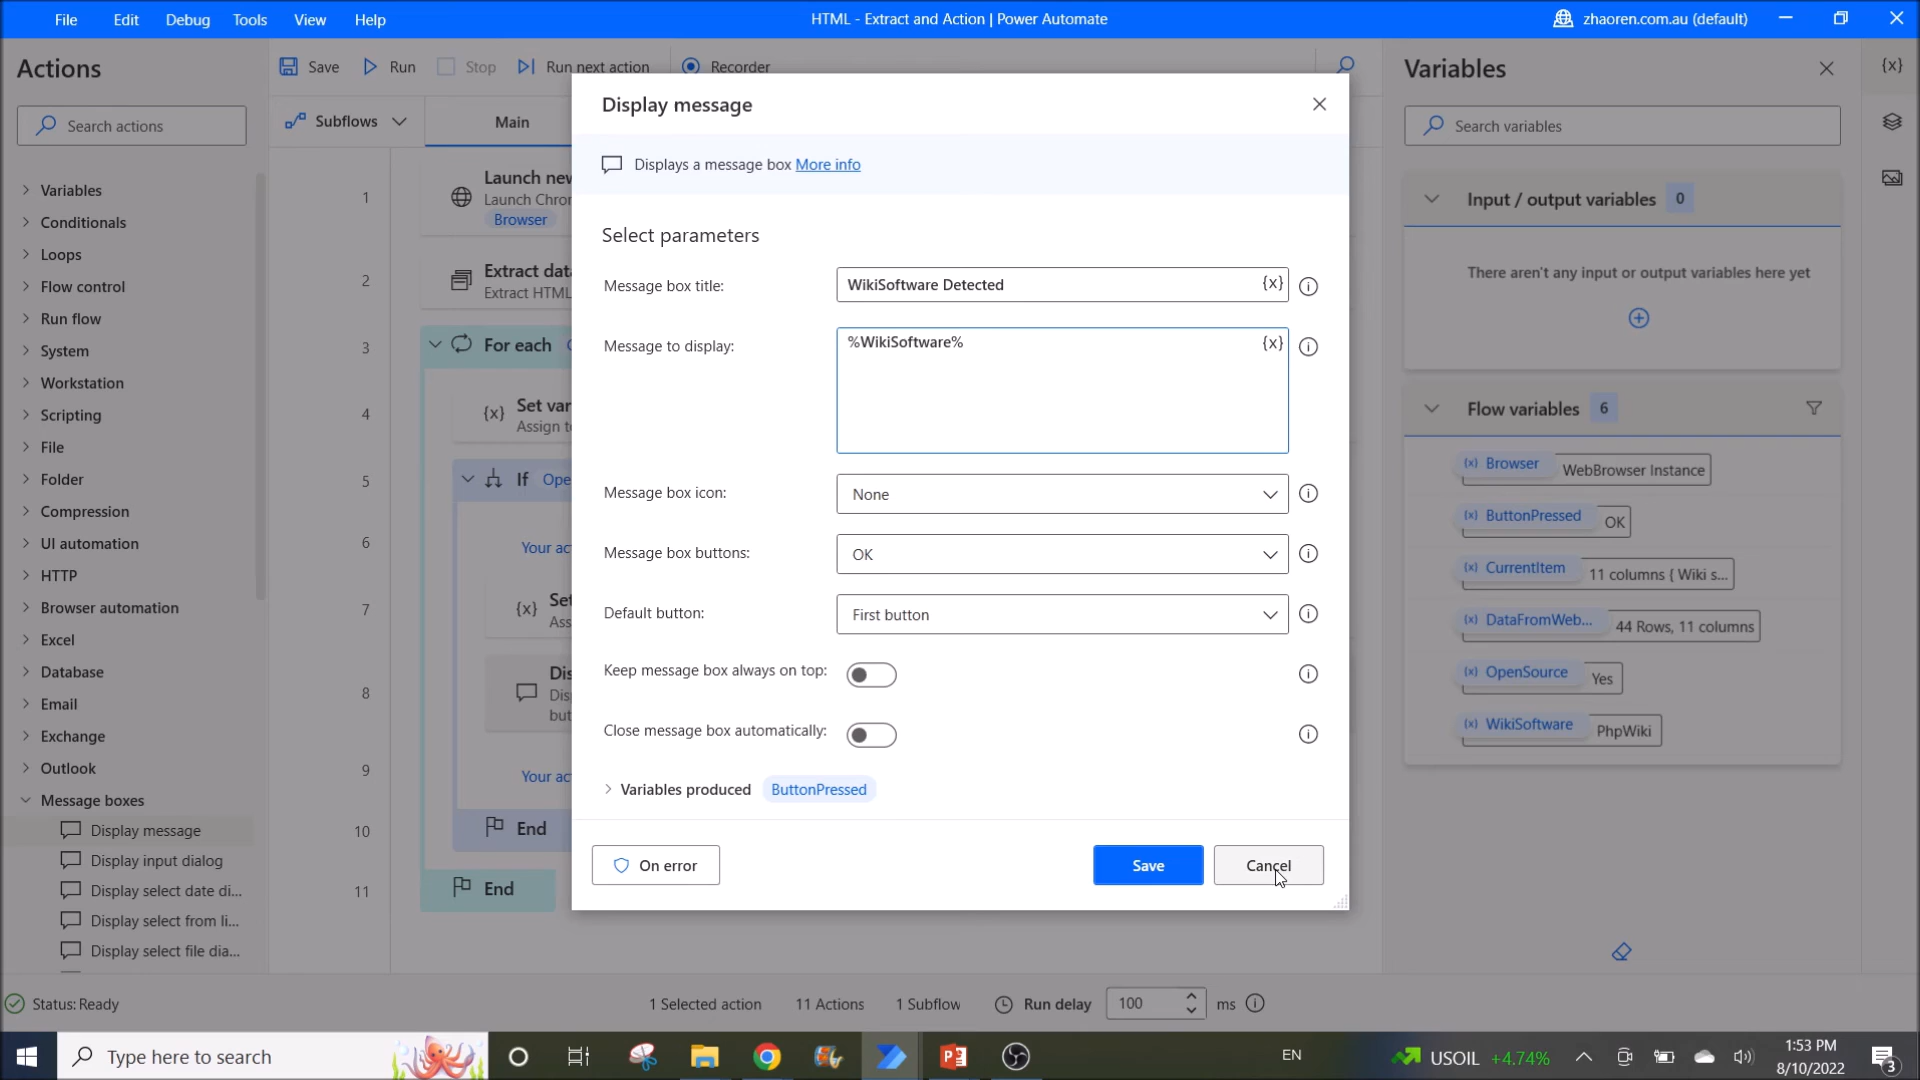 File Edit Debug Tools View Help HTML - Extract and Action | Power Automate zhaoren.com.au (default)
Actions
Search actions
Variables
Conditionals
Loops
Flow control
Run flow
System
Workstation
Scripting
File
Folder
Compression
UI automation
HTTP
Browser automation
Excel
Database
Email
Exchange
Outlook
Message boxes
Display message
Display input dialog
Display select date di...
Display select from li...
Display select file dia...
Save Run Stop Run next action Recorder
Subflows Main
1 Launch new
Launch Chror
Browser
2 Extract data
Extract HTML
3 For each
4 {x} Set var
Assign to
5 If Ope
6 Your ac
7 {x} Set
Ass
8 Dis
Dis
but
9 Your ac
10 End
11 End
Display message
Displays a message box More info
Select parameters
Message box title: WikiSoftware Detected {x}
Message to display: %WikiSoftware% {x}
Message box icon: None
Message box buttons: OK
Default button: First button
Keep message box always on top:
Close message box automatically:
Variables produced ButtonPressed
On error Save Cancel
Variables {x}
Search variables
Input / output variables 0
There aren't any input or output variables here yet
Flow variables 6
(x) Browser WebBrowser Instance
(x) ButtonPressed OK
(x) CurrentItem 11 columns { Wiki s...
(x) DataFromWeb... 44 Rows, 11 columns
(x) OpenSource Yes
(x) WikiSoftware PhpWiki
Status: Ready 1 Selected action 11 Actions 1 Subflow Run delay 100 ms
Type here to search EN USOIL +4.74% 1:53 PM
8/10/2022 3